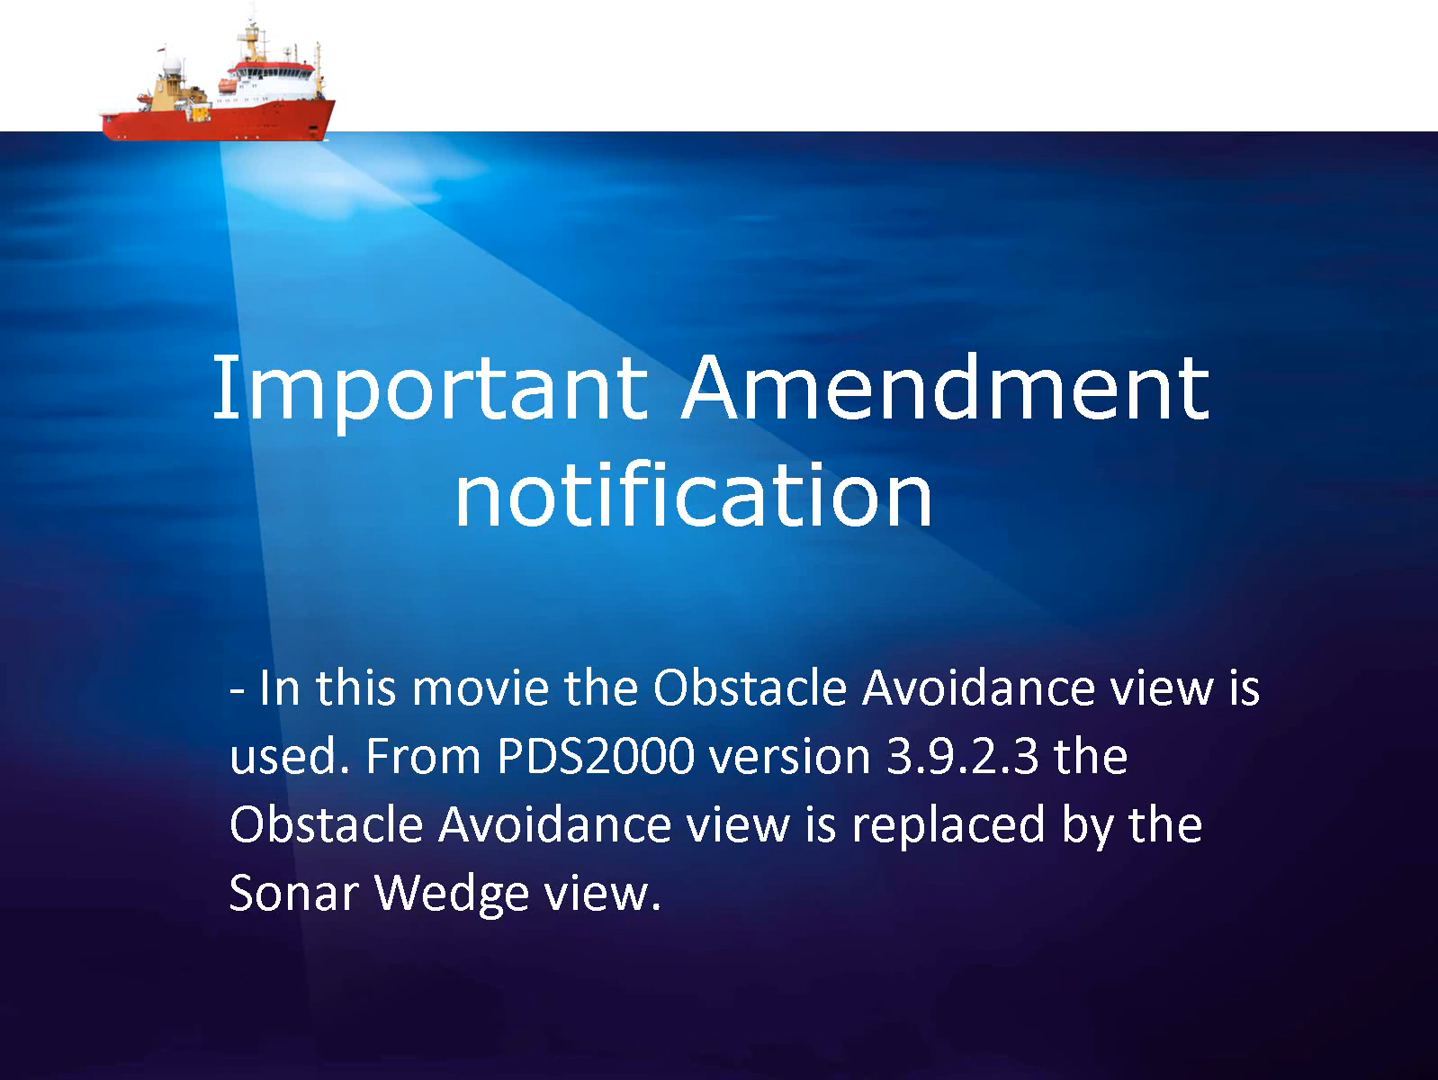 Important Amendment
notification
- In this movie the Obstacle Avoidance view is
used. From PDS2000 version 3.9.2.3 the
Obstacle Avoidance view is replaced by the
Sonar Wedge view.